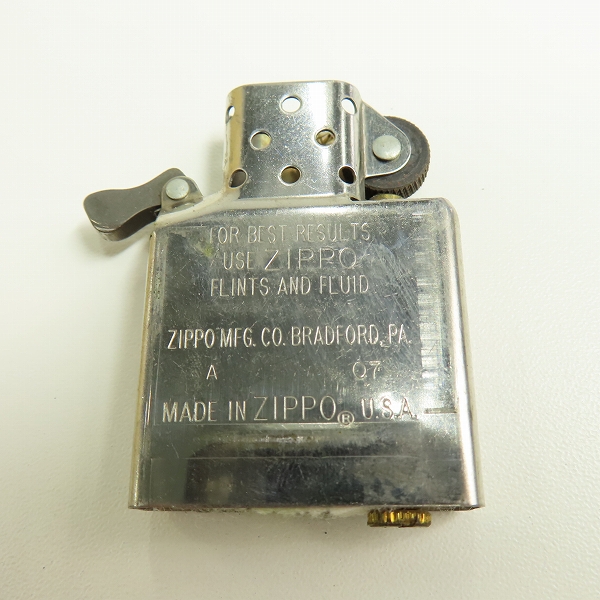 FOR BEST RESULTS
USE ZIPPO
FLINTS AND FLUID
ZIPPO MFG. CO. BRADFORD, PA.
A 07
MADE IN ZIPPO® U.S.A.